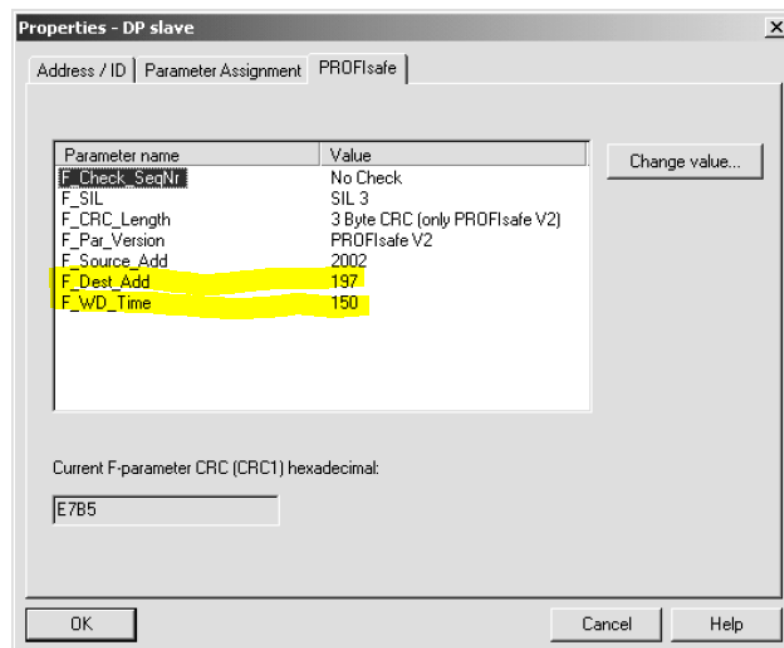 Properties - DP slave
Address / ID Parameter Assignment PROFIsafe
Parameter name Value
F_Check_SeqNr No Check
F_SIL SIL 3
F_CRC_Length 3 Byte CRC (only PROFIsafe V2)
F_Par_Version PROFIsafe V2
F_Source_Add 2002
F_Dest_Add 197
F_WD_Time 150
Change value...
Current F-parameter CRC (CRC1) hexadecimal:
E7B5
OK Cancel Help